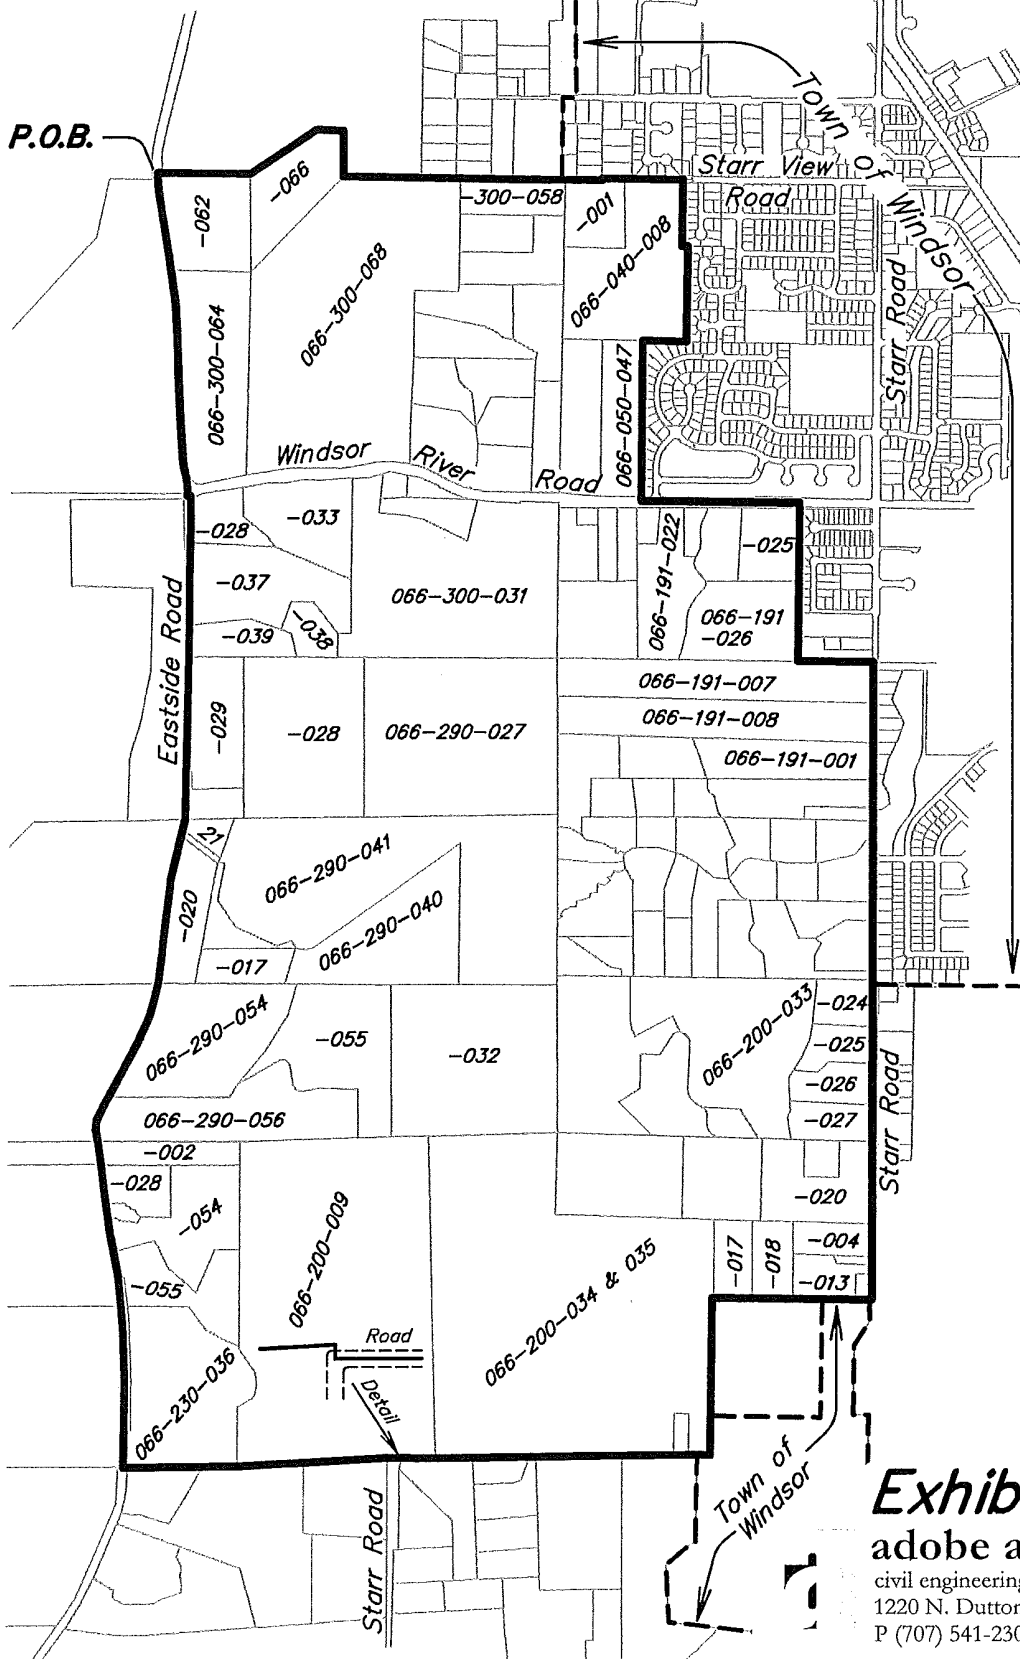 P.O.B.
Town of Windsor
Starr View
Road
-066
-062
-300-058
-001
066-040-008
066-300-068
066-300-064
066-050-047
Starr Road
Windsor River Road
-028
-033
066-191-022
-025
-037
066-300-031
066-191
-026
-039
-038
Eastside Road
066-191-007
-029
-028
066-290-027
066-191-008
066-191-001
21
066-290-041
-020
066-290-040
-017
066-290-054
-055
-032
066-200-033
-024
-025
-026
-027
Starr Road
066-290-056
-002
-028
-054
066-200-009
-020
-055
066-200-034 & 035
-017
-018
-004
-013
Road
066-230-036
Detail
Town of
Windsor
Starr Road
Exhib
adobe a
civil engineering
1220 N. Dutton
P (707) 541-230